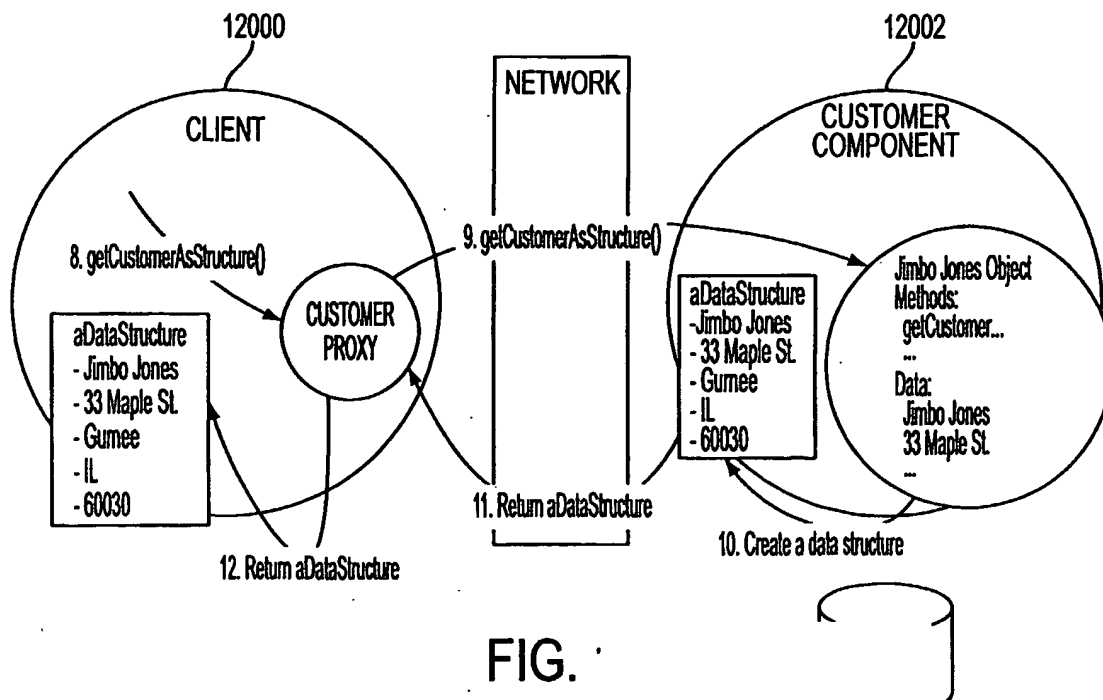 12000
12002
CLIENT
NETWORK
CUSTOMER
COMPONENT
8. getCustomerAsStructure()
9. getCustomerAsStructure()
CUSTOMER
PROXY
aDataStructure
- Jimbo Jones
- 33 Maple St.
- Gurnee
- IL
- 60030
aDataStructure
-Jimbo Jones
- 33 Maple St.
- Gurnee
- IL
- 60030
Jimbo Jones Object
Methods:
getCustomer...
...
Data:
Jimbo Jones
33 Maple St.
...
11. Return aDataStructure
10. Create a data structure
12. Return aDataStructure
FIG.